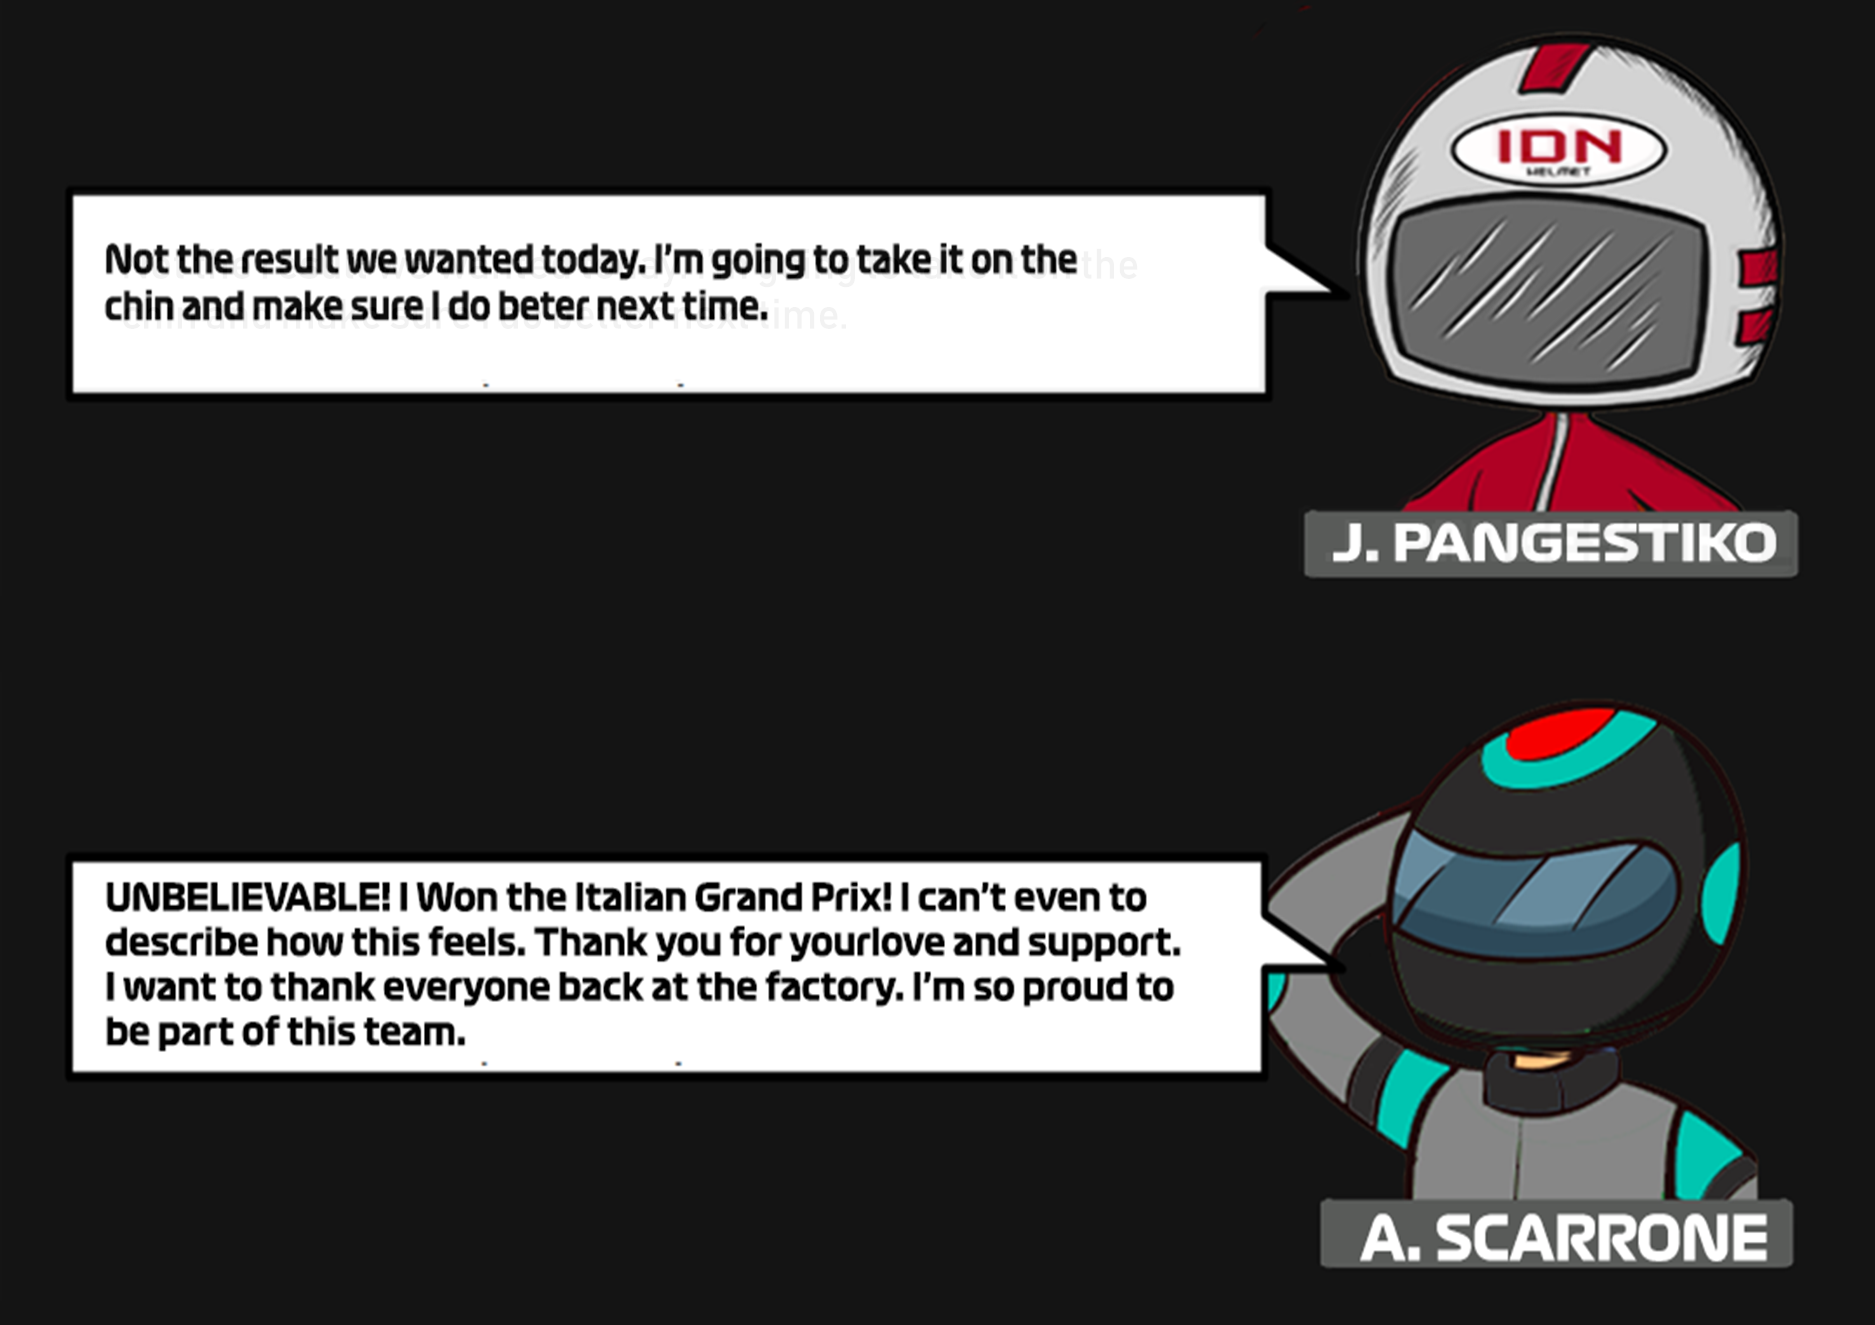 IDN
HELMET
Not the result we wanted today. I'm going to take it on the
chin and make sure I do beter next time.
J. PANGESTIKO
UNBELIEVABLE! I Won the Italian Grand Prix! I can't even to
describe how this feels. Thank you for yourlove and support.
I want to thank everyone back at the factory. I'm so proud to
be part of this team.
A. SCARRONE